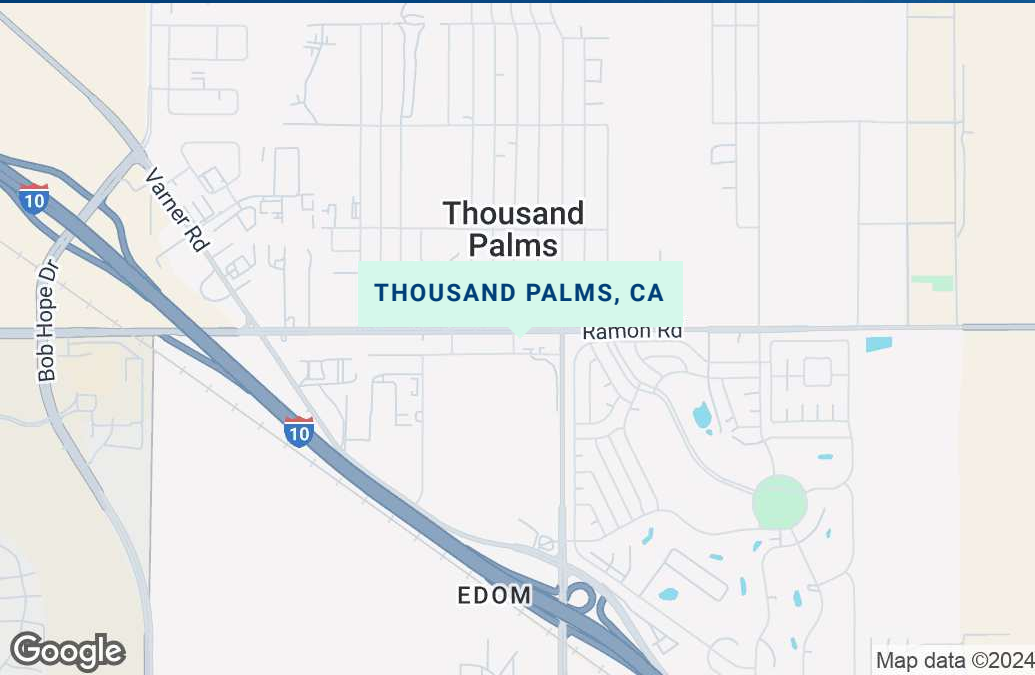 10
Varner Rd
Thousand
Palms
Bob Hope Dr
THOUSAND PALMS, CA
Ramon Rd
10
EDOM
Google
Map data ©2024